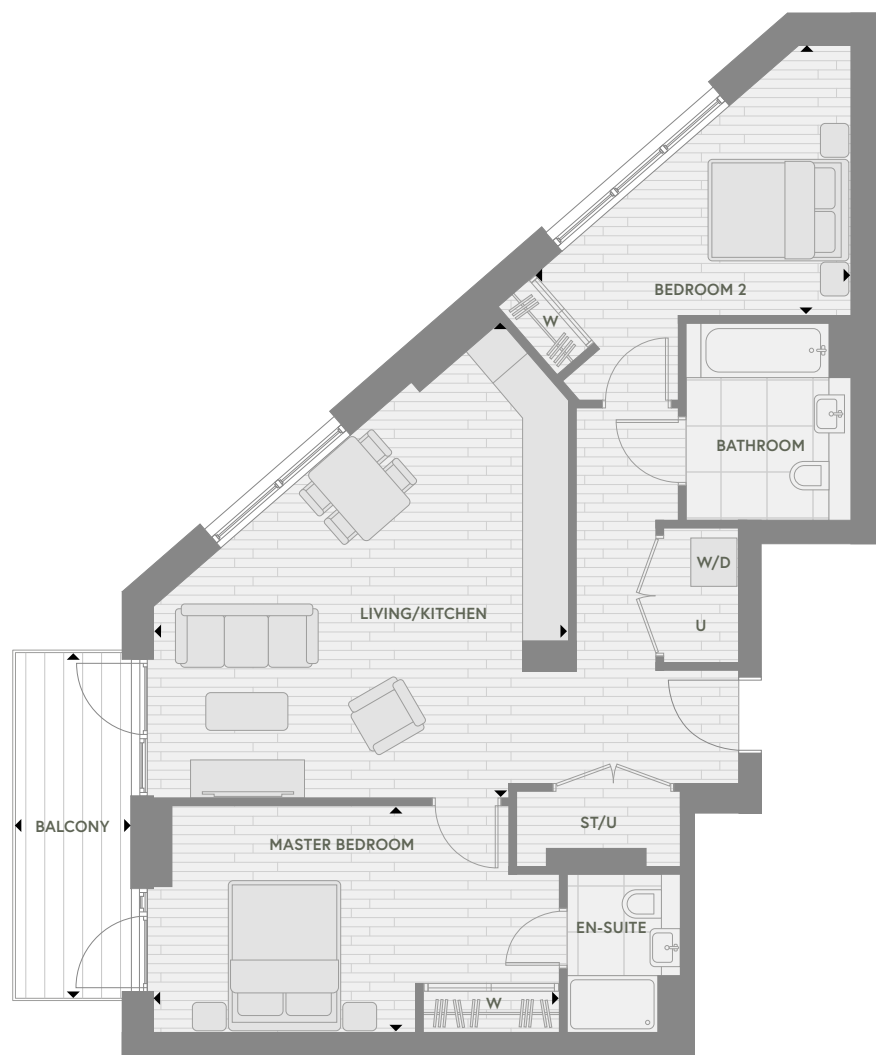 BEDROOM 2
W
BATHROOM
W/D
LIVING/KITCHEN
U
BALCONY
ST/U
MASTER BEDROOM
EN-SUITE
W